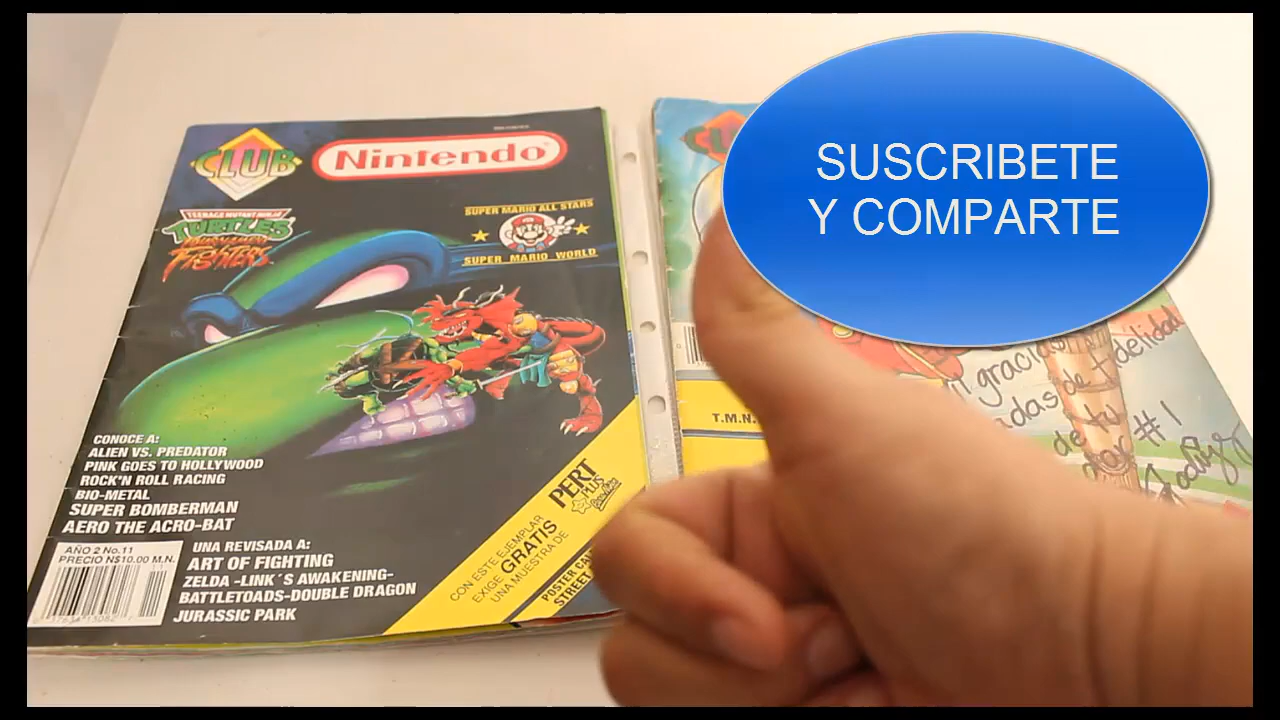 CLUB
Nintendo
TEENAGE MUTANT NINJA
TURTLES
TOURNAMENT
FIGHTERS
SUPER MARIO ALL STARS
SUPER MARIO WORLD
CONOCE A:
ALIEN VS. PREDATOR
PINK GOES TO HOLLYWOOD
ROCK'N ROLL RACING
BIO-METAL
SUPER BOMBERMAN
AERO THE ACRO-BAT
AÑO 2 No.11
PRECIO N$10.00 M.N.
UNA REVISADA A:
ART OF FIGHTING
ZELDA -LINK´S AWAKENING-
BATTLETOADS-DOUBLE DRAGON
JURASSIC PARK
CON ESTE EJEMPLAR
EXIGE GRATIS
UNA MUESTRA DE
PERT
PLUS
POSTER
STREET
SUSCRIBETE
Y COMPARTE
T.M.N.
gracias
de fidelidad
de tu
# 1